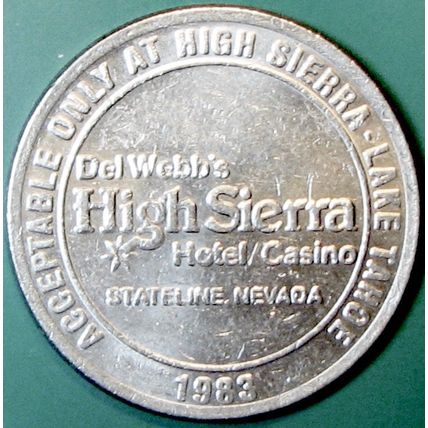 ACCEPTABLE ONLY AT HIGH SIERRA-LAKE TAHOE
Del Webb's
High Sierra
Hotel/Casino
STATELINE, NEVADA
1983